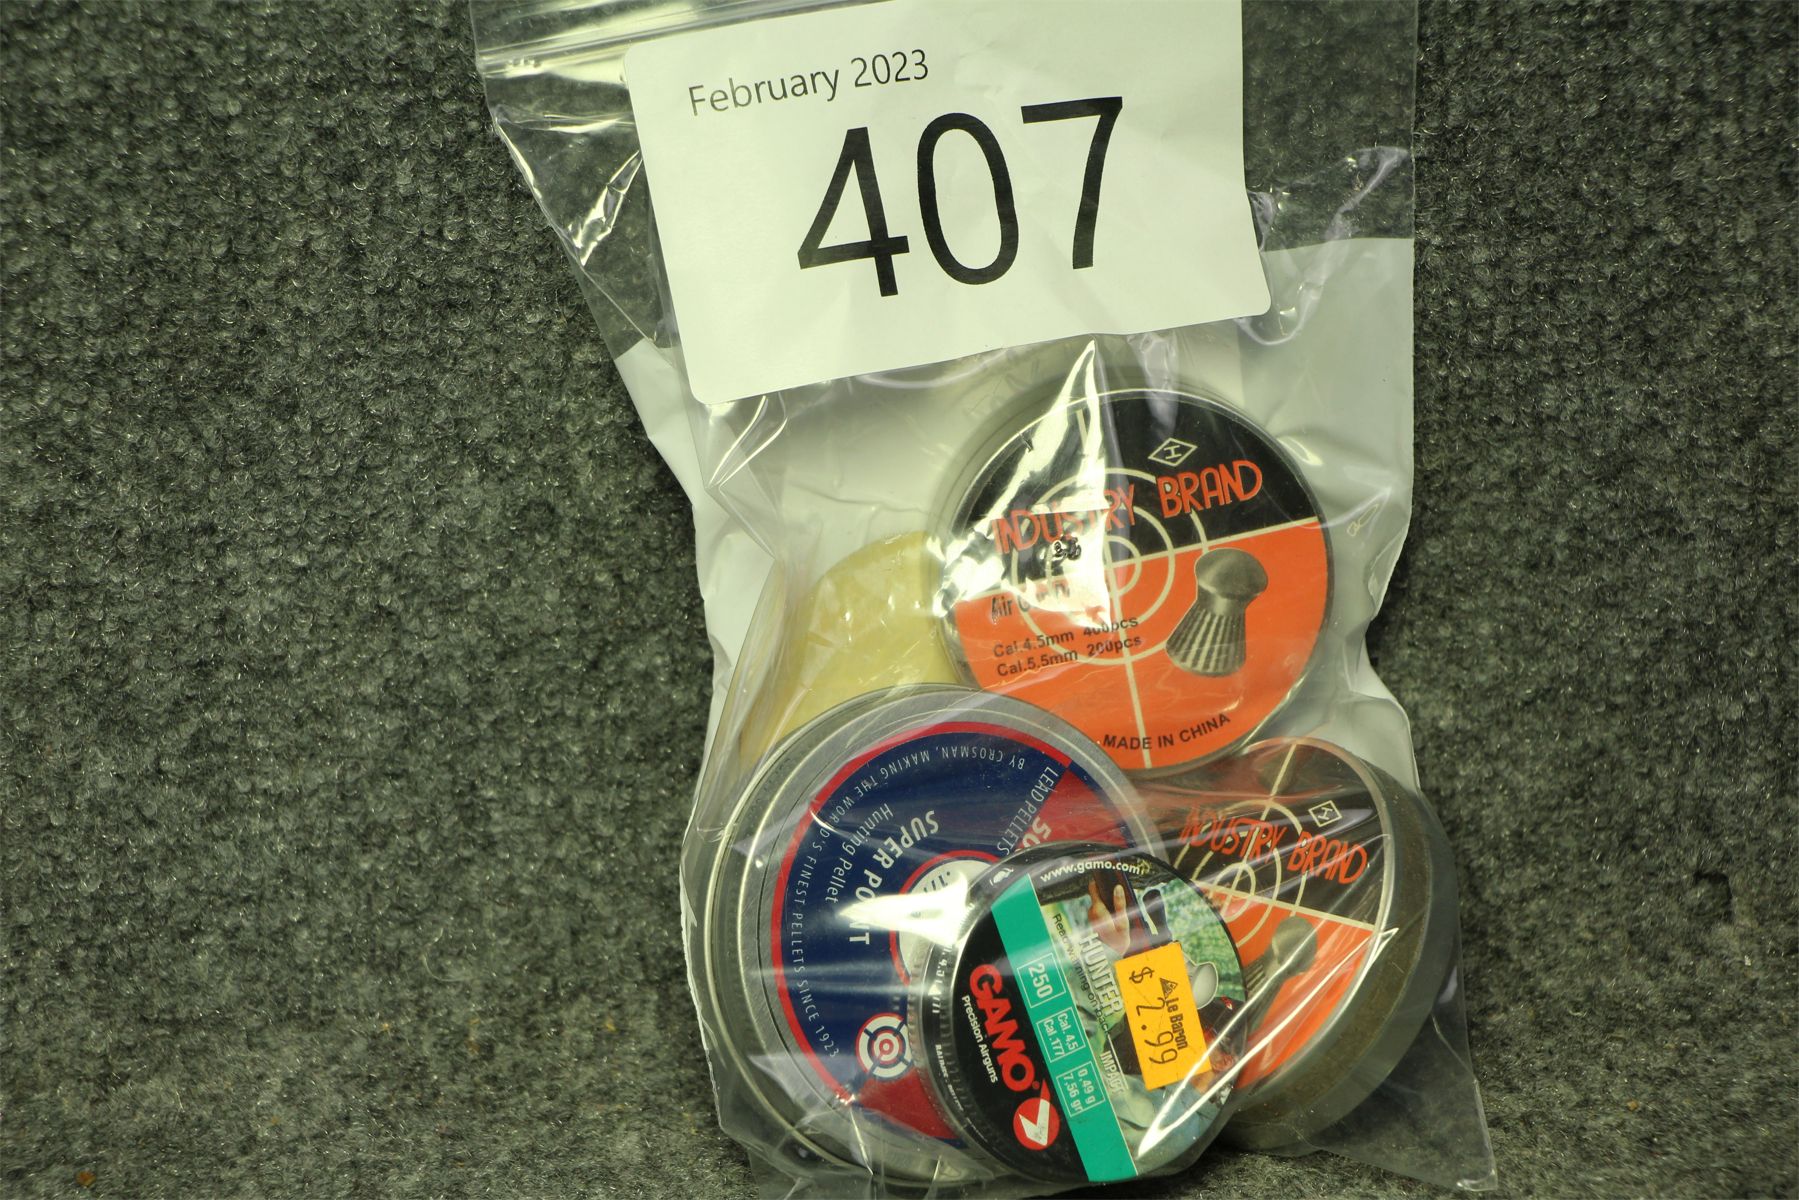 February 2023
407
INDUSTRY BRAND
Air
Cal.4.5mm 400pcs
Cal.5.5mm 200pcs
MADE IN CHINA
BY CROSMAN, MAKING THE WORLD'S FINEST PELLETS SINCE 1923
LEAD PELLETS
SUPER POINT
Hunting Pellet
INDUSTRY BRAND
www.gamo.com
HUNTER
IMPACT
250
Cal. 4,5
Cal. 177
0,49 g
7,56 gr
GAMO
Precision Airguns
Le Baron
$ 2.99